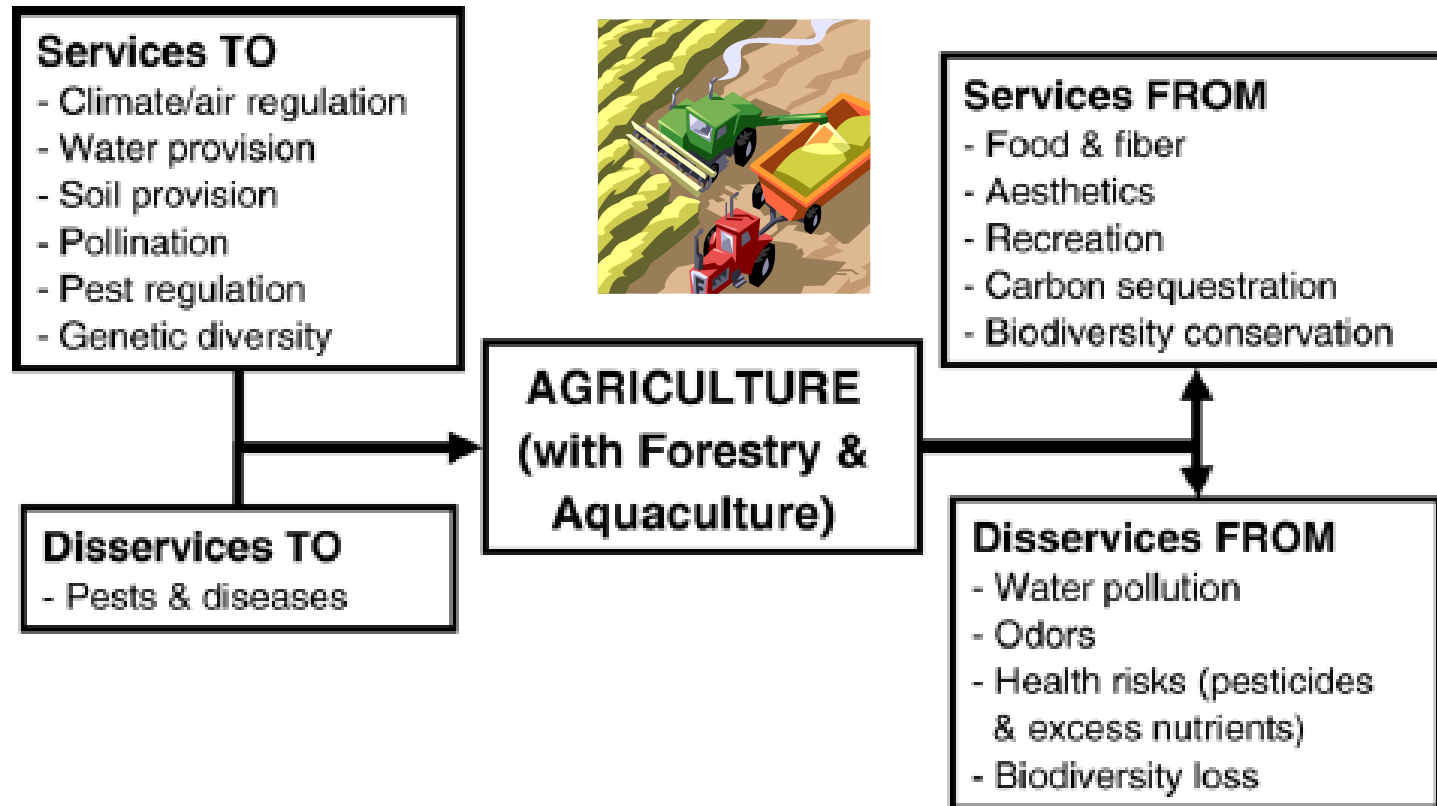 Services TO
- Climate/air regulation
- Water provision
- Soil provision
- Pollination
- Pest regulation
- Genetic diversity
Disservices TO
- Pests & diseases
AGRICULTURE
(with Forestry &
Aquaculture)
Services FROM
- Food & fiber
- Aesthetics
- Recreation
- Carbon sequestration
- Biodiversity conservation
Disservices FROM
- Water pollution
- Odors
- Health risks (pesticides
& excess nutrients)
- Biodiversity loss